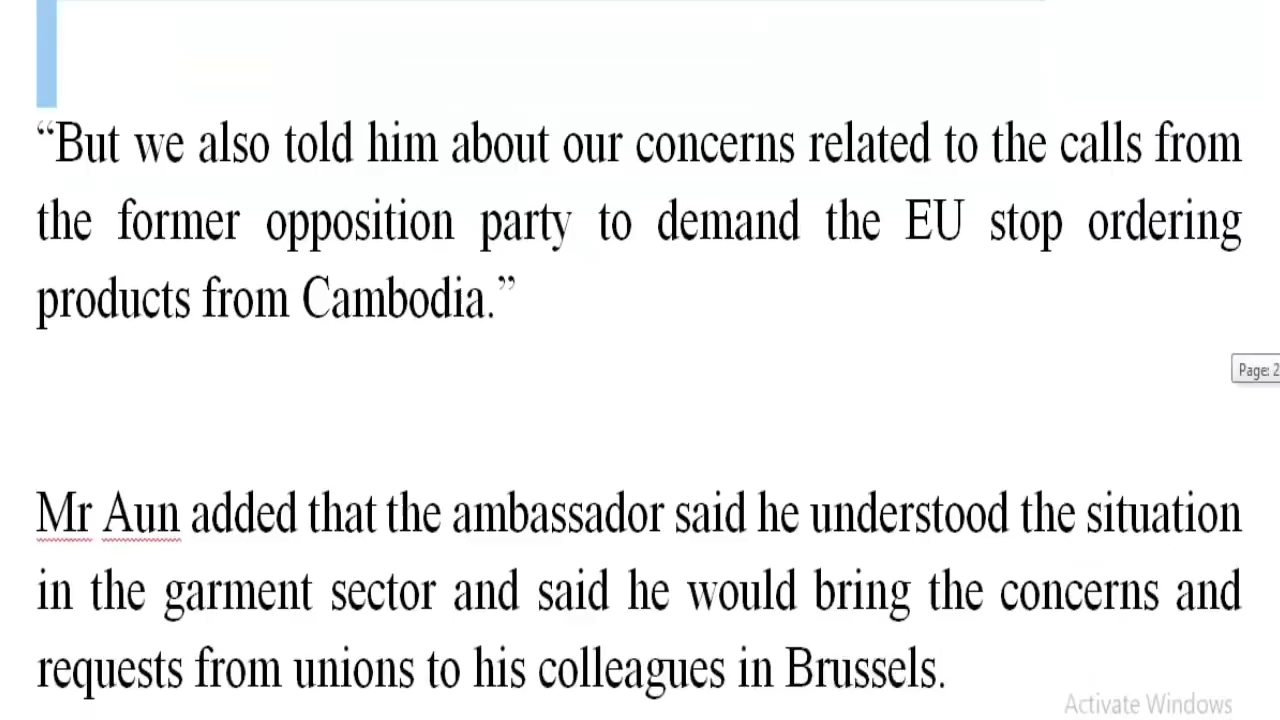 “But we also told him about our concerns related to the calls from
the former opposition party to demand the EU stop ordering
products from Cambodia.”
Page: 2
Mr Aun added that the ambassador said he understood the situation
in the garment sector and said he would bring the concerns and
requests from unions to his colleagues in Brussels.
Activate Windows